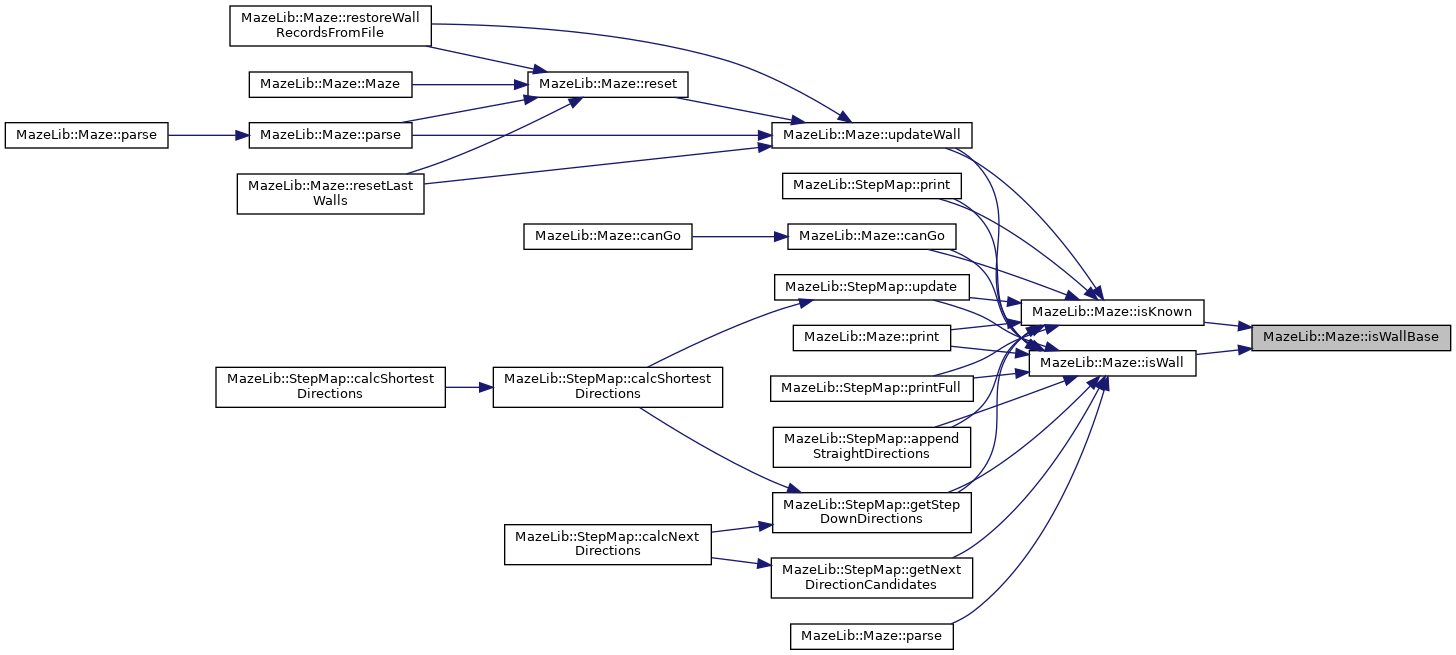 MazeLib::Maze::restoreWall
RecordsFromFile
MazeLib::Maze::Maze
MazeLib::Maze::reset
MazeLib::Maze::parse
MazeLib::Maze::parse
MazeLib::Maze::updateWall
MazeLib::Maze::resetLast
Walls
MazeLib::StepMap::print
MazeLib::Maze::canGo
MazeLib::Maze::canGo
MazeLib::StepMap::update
MazeLib::Maze::isKnown
MazeLib::Maze::print
MazeLib::Maze::isWallBase
MazeLib::Maze::isWall
MazeLib::StepMap::calcShortest
Directions
MazeLib::StepMap::calcShortest
Directions
MazeLib::StepMap::printFull
MazeLib::StepMap::append
StraightDirections
MazeLib::StepMap::getStep
DownDirections
MazeLib::StepMap::calcNext
Directions
MazeLib::StepMap::getNext
DirectionCandidates
MazeLib::Maze::parse